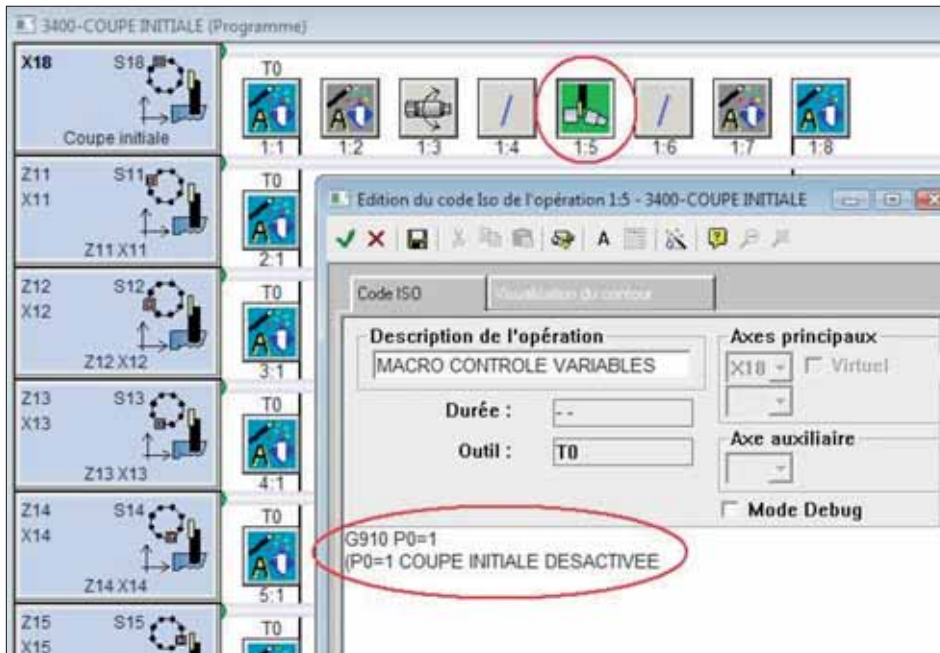 3400-COUPE INITIALE (Programme)
X18 S18
Coupe initiale
T0
1:1 1:2 1:3 1:4 1:5 1:6 1:7 1:8
Z11 S11
X11
Z11 X11
T0
2:1
Z12 S12
X12
Z12 X12
T0
3:1
Z13 S13
X13
Z13 X13
T0
4:1
Z14 S14
X14
Z14 X14
T0
5:1
Z15 S15
X15
T0
Edition du code Iso de l'opération 1:5 - 3400-COUPE INITIALE
Code ISO
Visualisation du contour
Description de l'opération
MACRO CONTROLE VARIABLES
Durée : - -
Outil : T0
Axes principaux
X18 Virtuel
Axe auxiliaire
Mode Debug
G910 P0=1
(P0=1 COUPE INITIALE DESACTIVEE